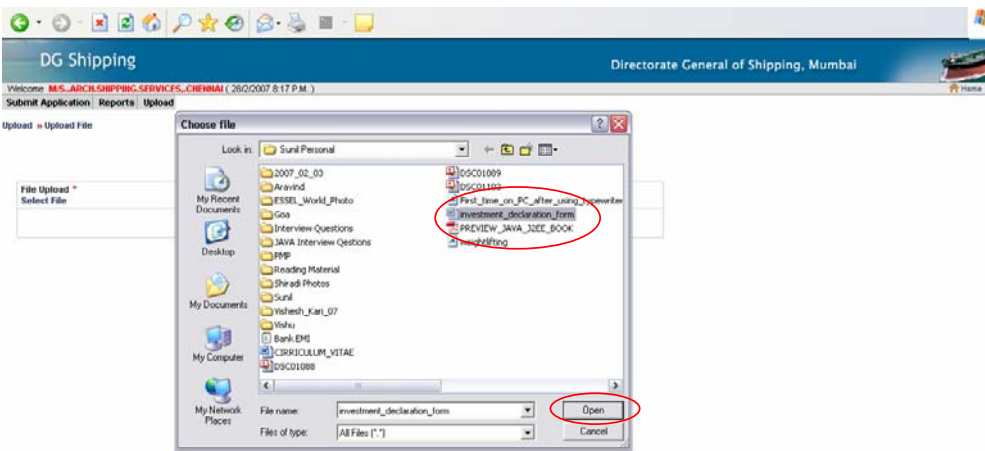 DG Shipping
Directorate General of Shipping, Mumbai
Welcome M/S..ARCH.SHIPPING.SERVICES,.CHENNAI ( 28/2/2007 8:17 P.M. )
Home
Submit Application Reports Upload
Upload » Upload File
File Upload *
Select File
Choose file
Look in: Sunil Personal
My Recent Documents
Desktop
My Documents
My Computer
My Network Places
2007_02_03
Aravind
ESSEL_World_Photo
Goa
Interview Questions
JAVA Interview Qestions
PMP
Reading Material
Shiradi Photos
Sunil
Vishesh_Kari_07
Vishu
Bank EMI
CIRRICULUM_VITAE
DSC01088
DSC01089
DSC01103
First_time_on_PC_after_using_typewriter
investment_declaration_form
PREVIEW_JAVA_J2EE_BOOK
weightlifting
File name: investment_declaration_form Open
Files of type: All Files (*.*) Cancel